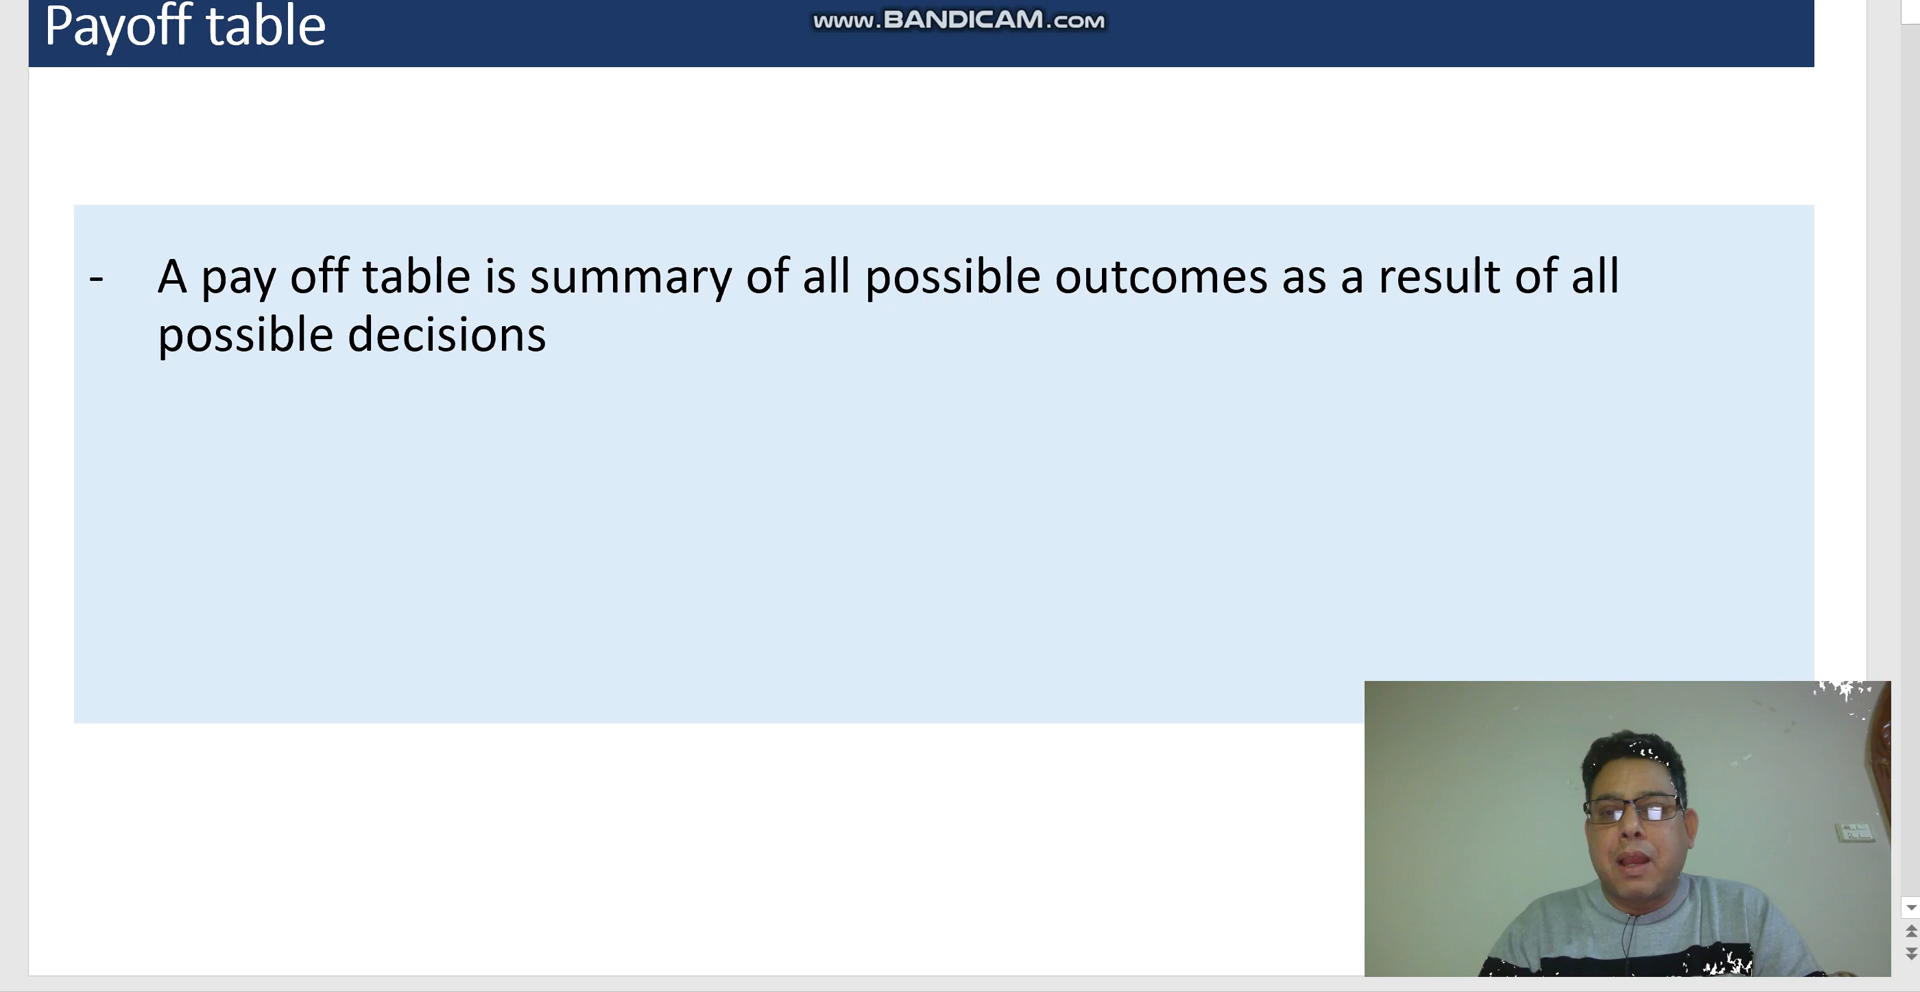 Payoff table
www.BANDICAM.com
- A pay off table is summary of all possible outcomes as a result of all
possible decisions